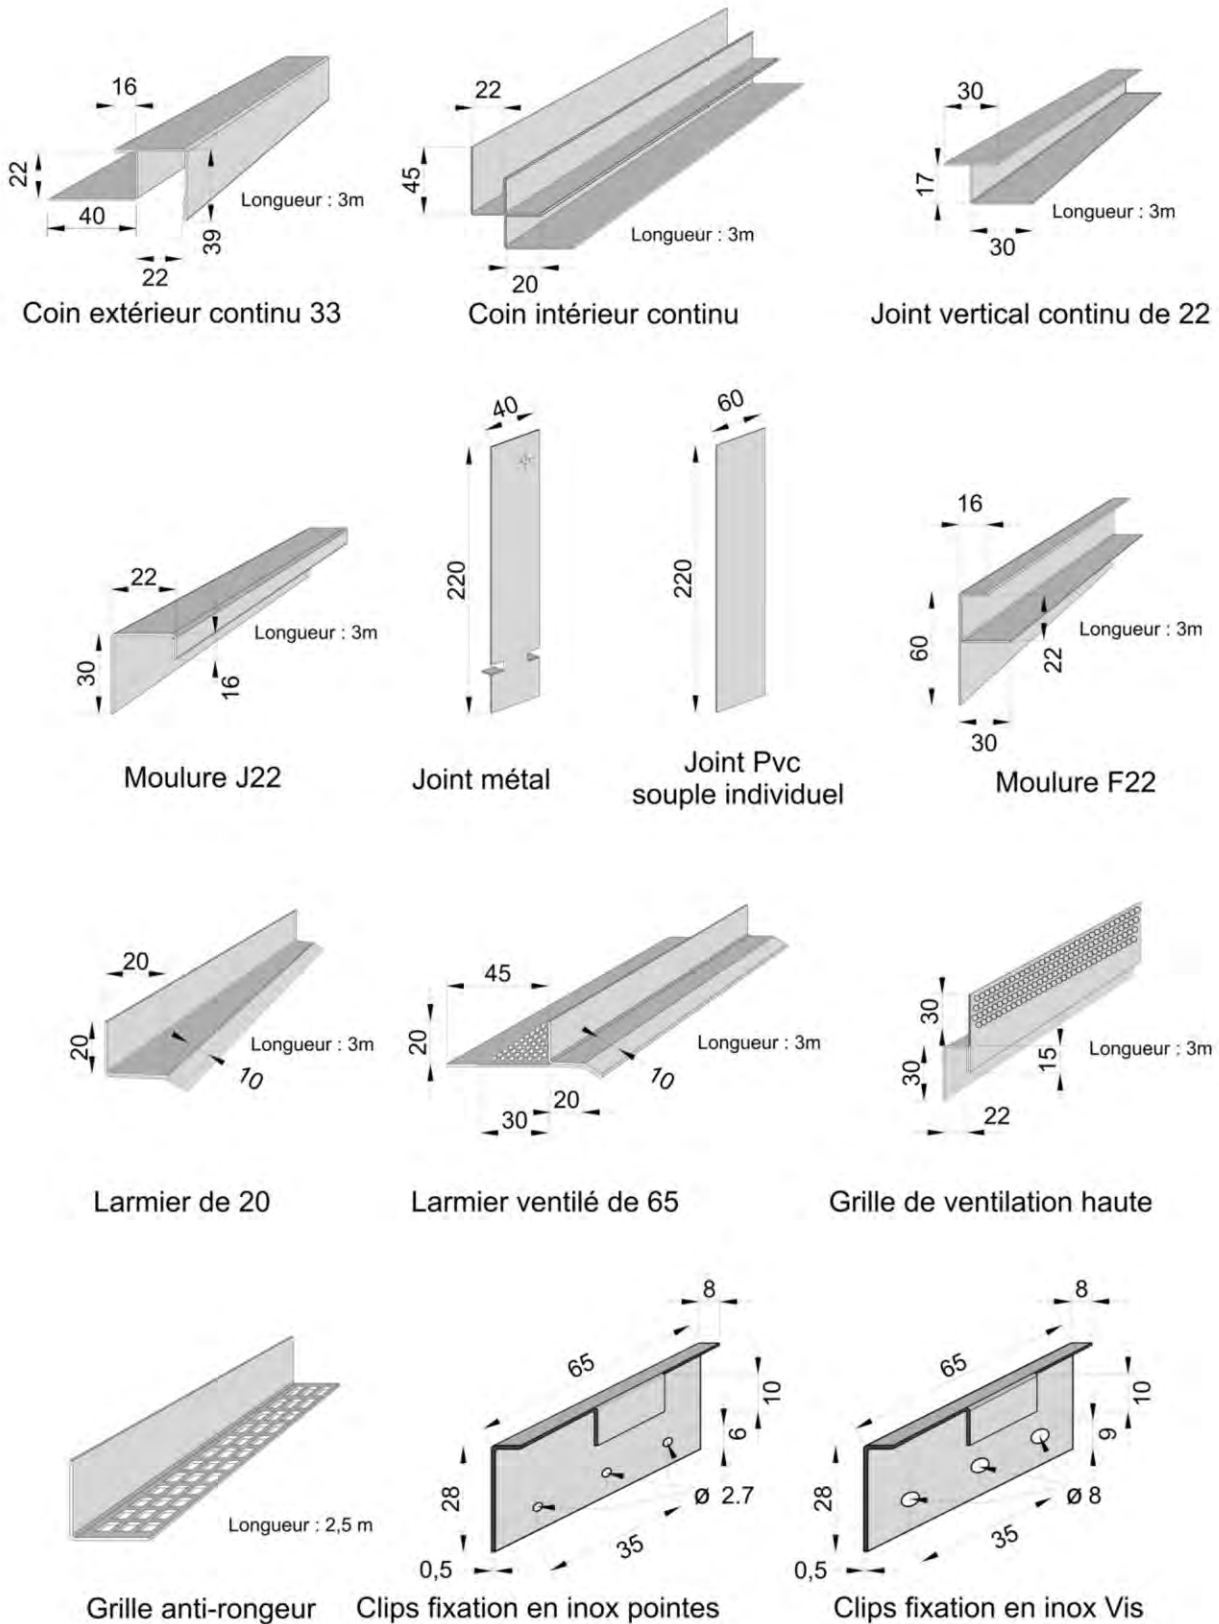 16
22
40
22
39
Longueur : 3m
Coin extérieur continu 33
22
45
20
Longueur : 3m
Coin intérieur continu
30
17
30
Longueur : 3m
Joint vertical continu de 22
22
30
16
Longueur : 3m
Moulure J22
40
220
Joint métal
60
220
Joint Pvc
souple individuel
16
60
22
30
Longueur : 3m
Moulure F22
20
20
10
Longueur : 3m
Larmier de 20
45
20
30
20
10
Longueur : 3m
Larmier ventilé de 65
30
30
15
22
Longueur : 3m
Grille de ventilation haute
Longueur : 2,5 m
Grille anti-rongeur
8
65
10
6
28
Ø 2.7
35
0,5
Clips fixation en inox pointes
8
65
10
9
28
Ø 8
35
0,5
Clips fixation en inox Vis